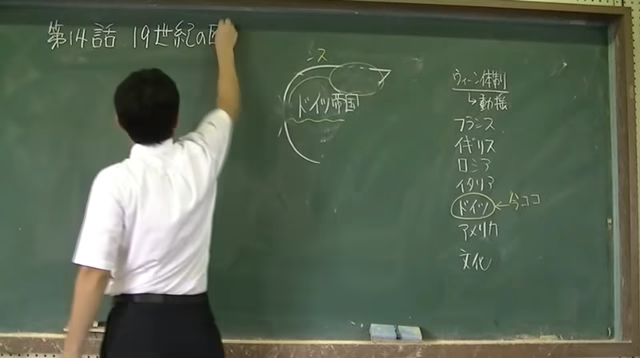 第14話 19世紀の
ミス
ドイツ帝国
ウィーン体制
↳動揺
フランス
イギリス
ロシア
イタリア
ドイツ ← 今ココ
アメリカ
文化